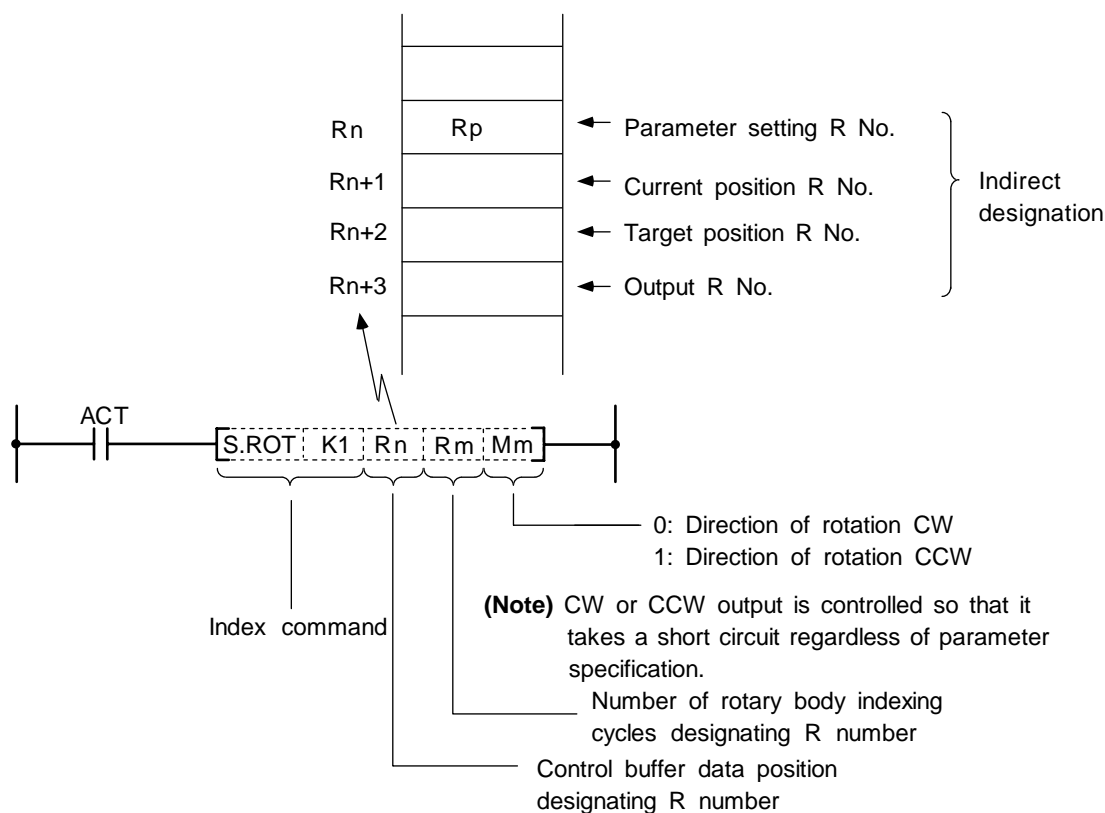 Rn Rp Parameter setting R No.
Rn+1 Current position R No.
Rn+2 Target position R No.
Rn+3 Output R No.
Indirect
designation
ACT
S.ROT K1 Rn Rm Mm
0: Direction of rotation CW
1: Direction of rotation CCW
Index command
(Note) CW or CCW output is controlled so that it
takes a short circuit regardless of parameter
specification.
Number of rotary body indexing
cycles designating R number
Control buffer data position
designating R number